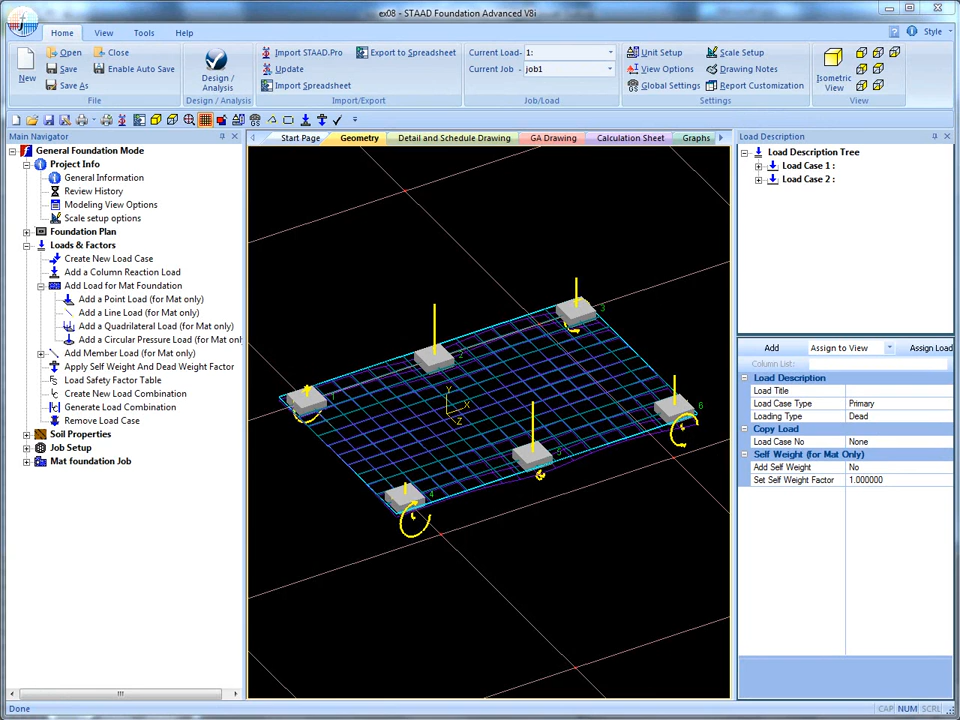 ex08 - STAAD Foundation Advanced V8i
Home View Tools Help Style
New Open Save Save As Close Enable Auto Save
File
Design / Analysis
Design / Analysis
Import STAAD.Pro Update Import Spreadsheet Export to Spreadsheet
Import/Export
Current Load- 1:
Current Job - job1
Job/Load
Unit Setup View Options Global Settings Scale Setup Drawing Notes Report Customization
Settings
Isometric View
View
Main Navigator
General Foundation Mode
Project Info
General Information
Review History
Modeling View Options
Scale setup options
Foundation Plan
Loads & Factors
Create New Load Case
Add a Column Reaction Load
Add Load for Mat Foundation
Add a Point Load (for Mat only)
Add a Line Load (for Mat only)
Add a Quadrilateral Load (for Mat only)
Add a Circular Pressure Load (for Mat onl
Add Member Load (for Mat only)
Apply Self Weight And Dead Weight Factor
Load Safety Factor Table
Create New Load Combination
Generate Load Combination
Remove Load Case
Soil Properties
Job Setup
Mat foundation Job
Start Page Geometry Detail and Schedule Drawing GA Drawing Calculation Sheet Graphs
3
2
1
Y
X
Z
6
5
4
Load Description
Load Description Tree
Load Case 1 :
Load Case 2 :
Add Assign to View Assign Load
Column List:
Load Description
Load Title
Load Case Type Primary
Loading Type Dead
Copy Load
Load Case No None
Self Weight (for Mat Only)
Add Self Weight No
Set Self Weight Factor 1.000000
Done CAP NUM SCRL